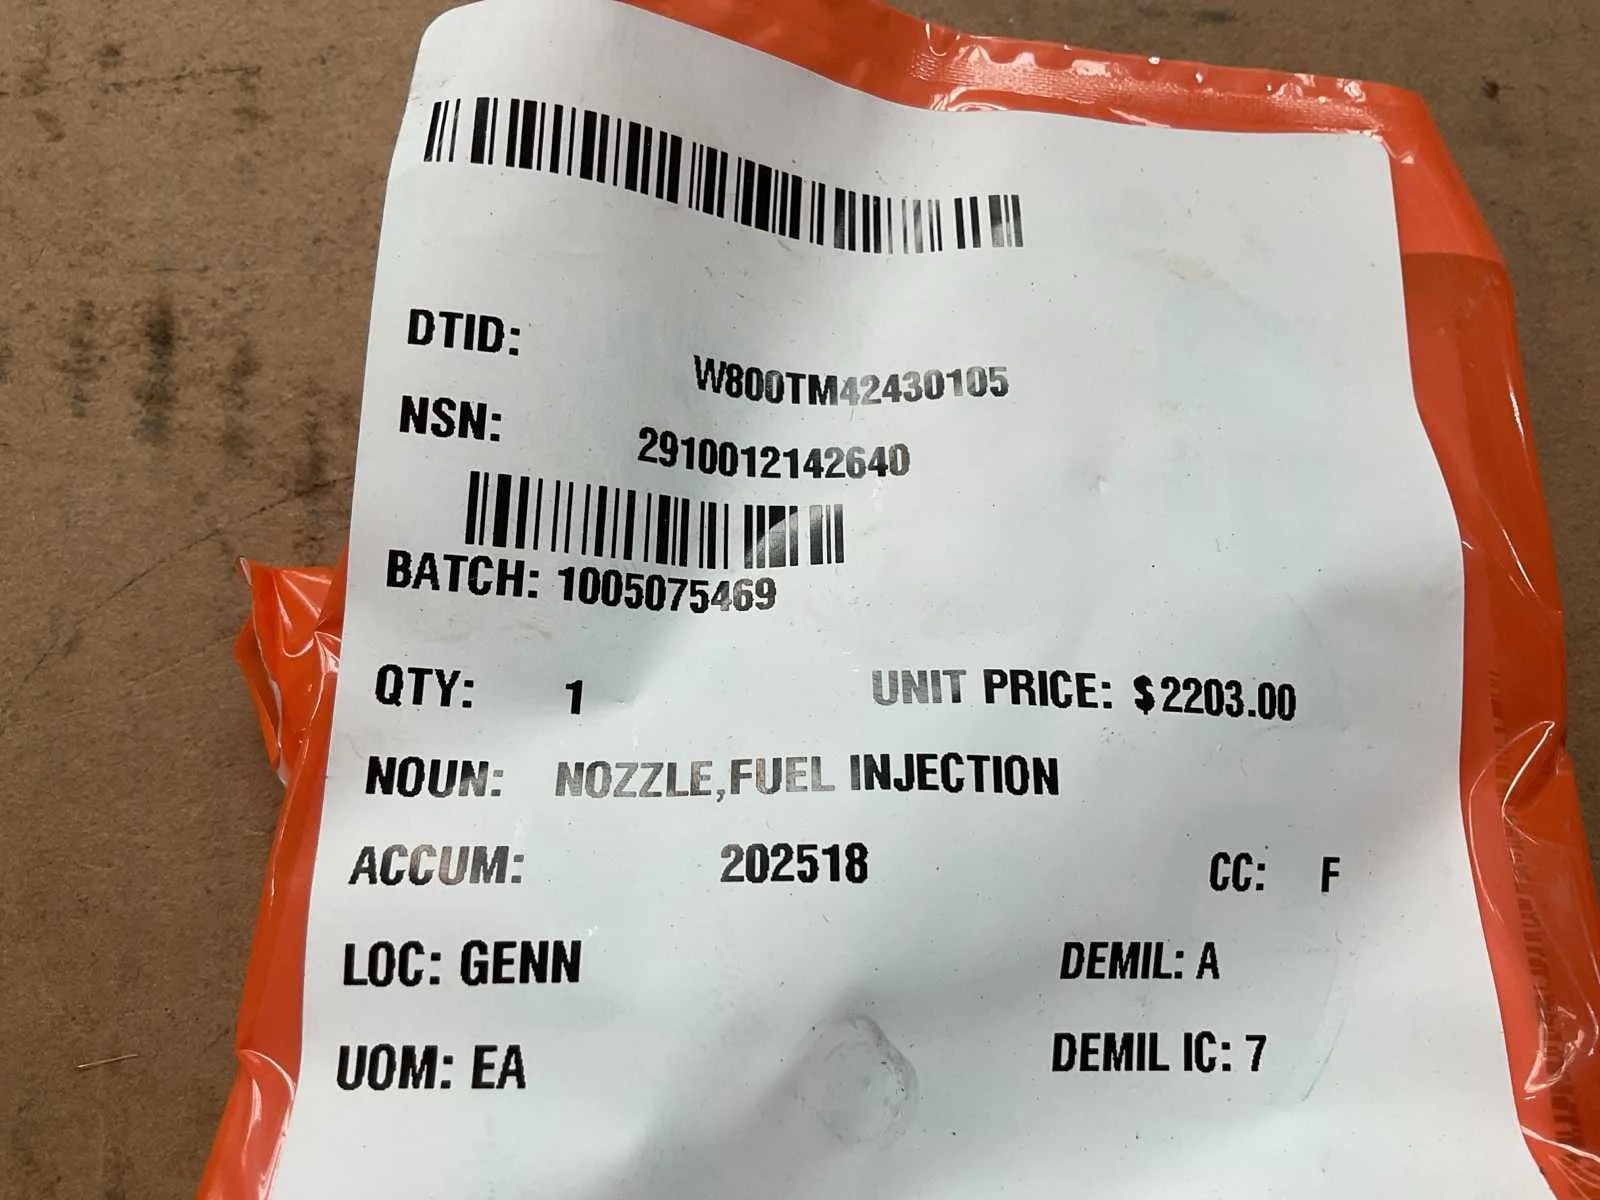 DTID: W800TM42430105
NSN: 2910012142640
BATCH: 1005075469
QTY: 1 UNIT PRICE: $2203.00
NOUN: NOZZLE,FUEL INJECTION
ACCUM: 202518 CC: F
LOC: GENN DEMIL: A
UOM: EA DEMIL IC: 7